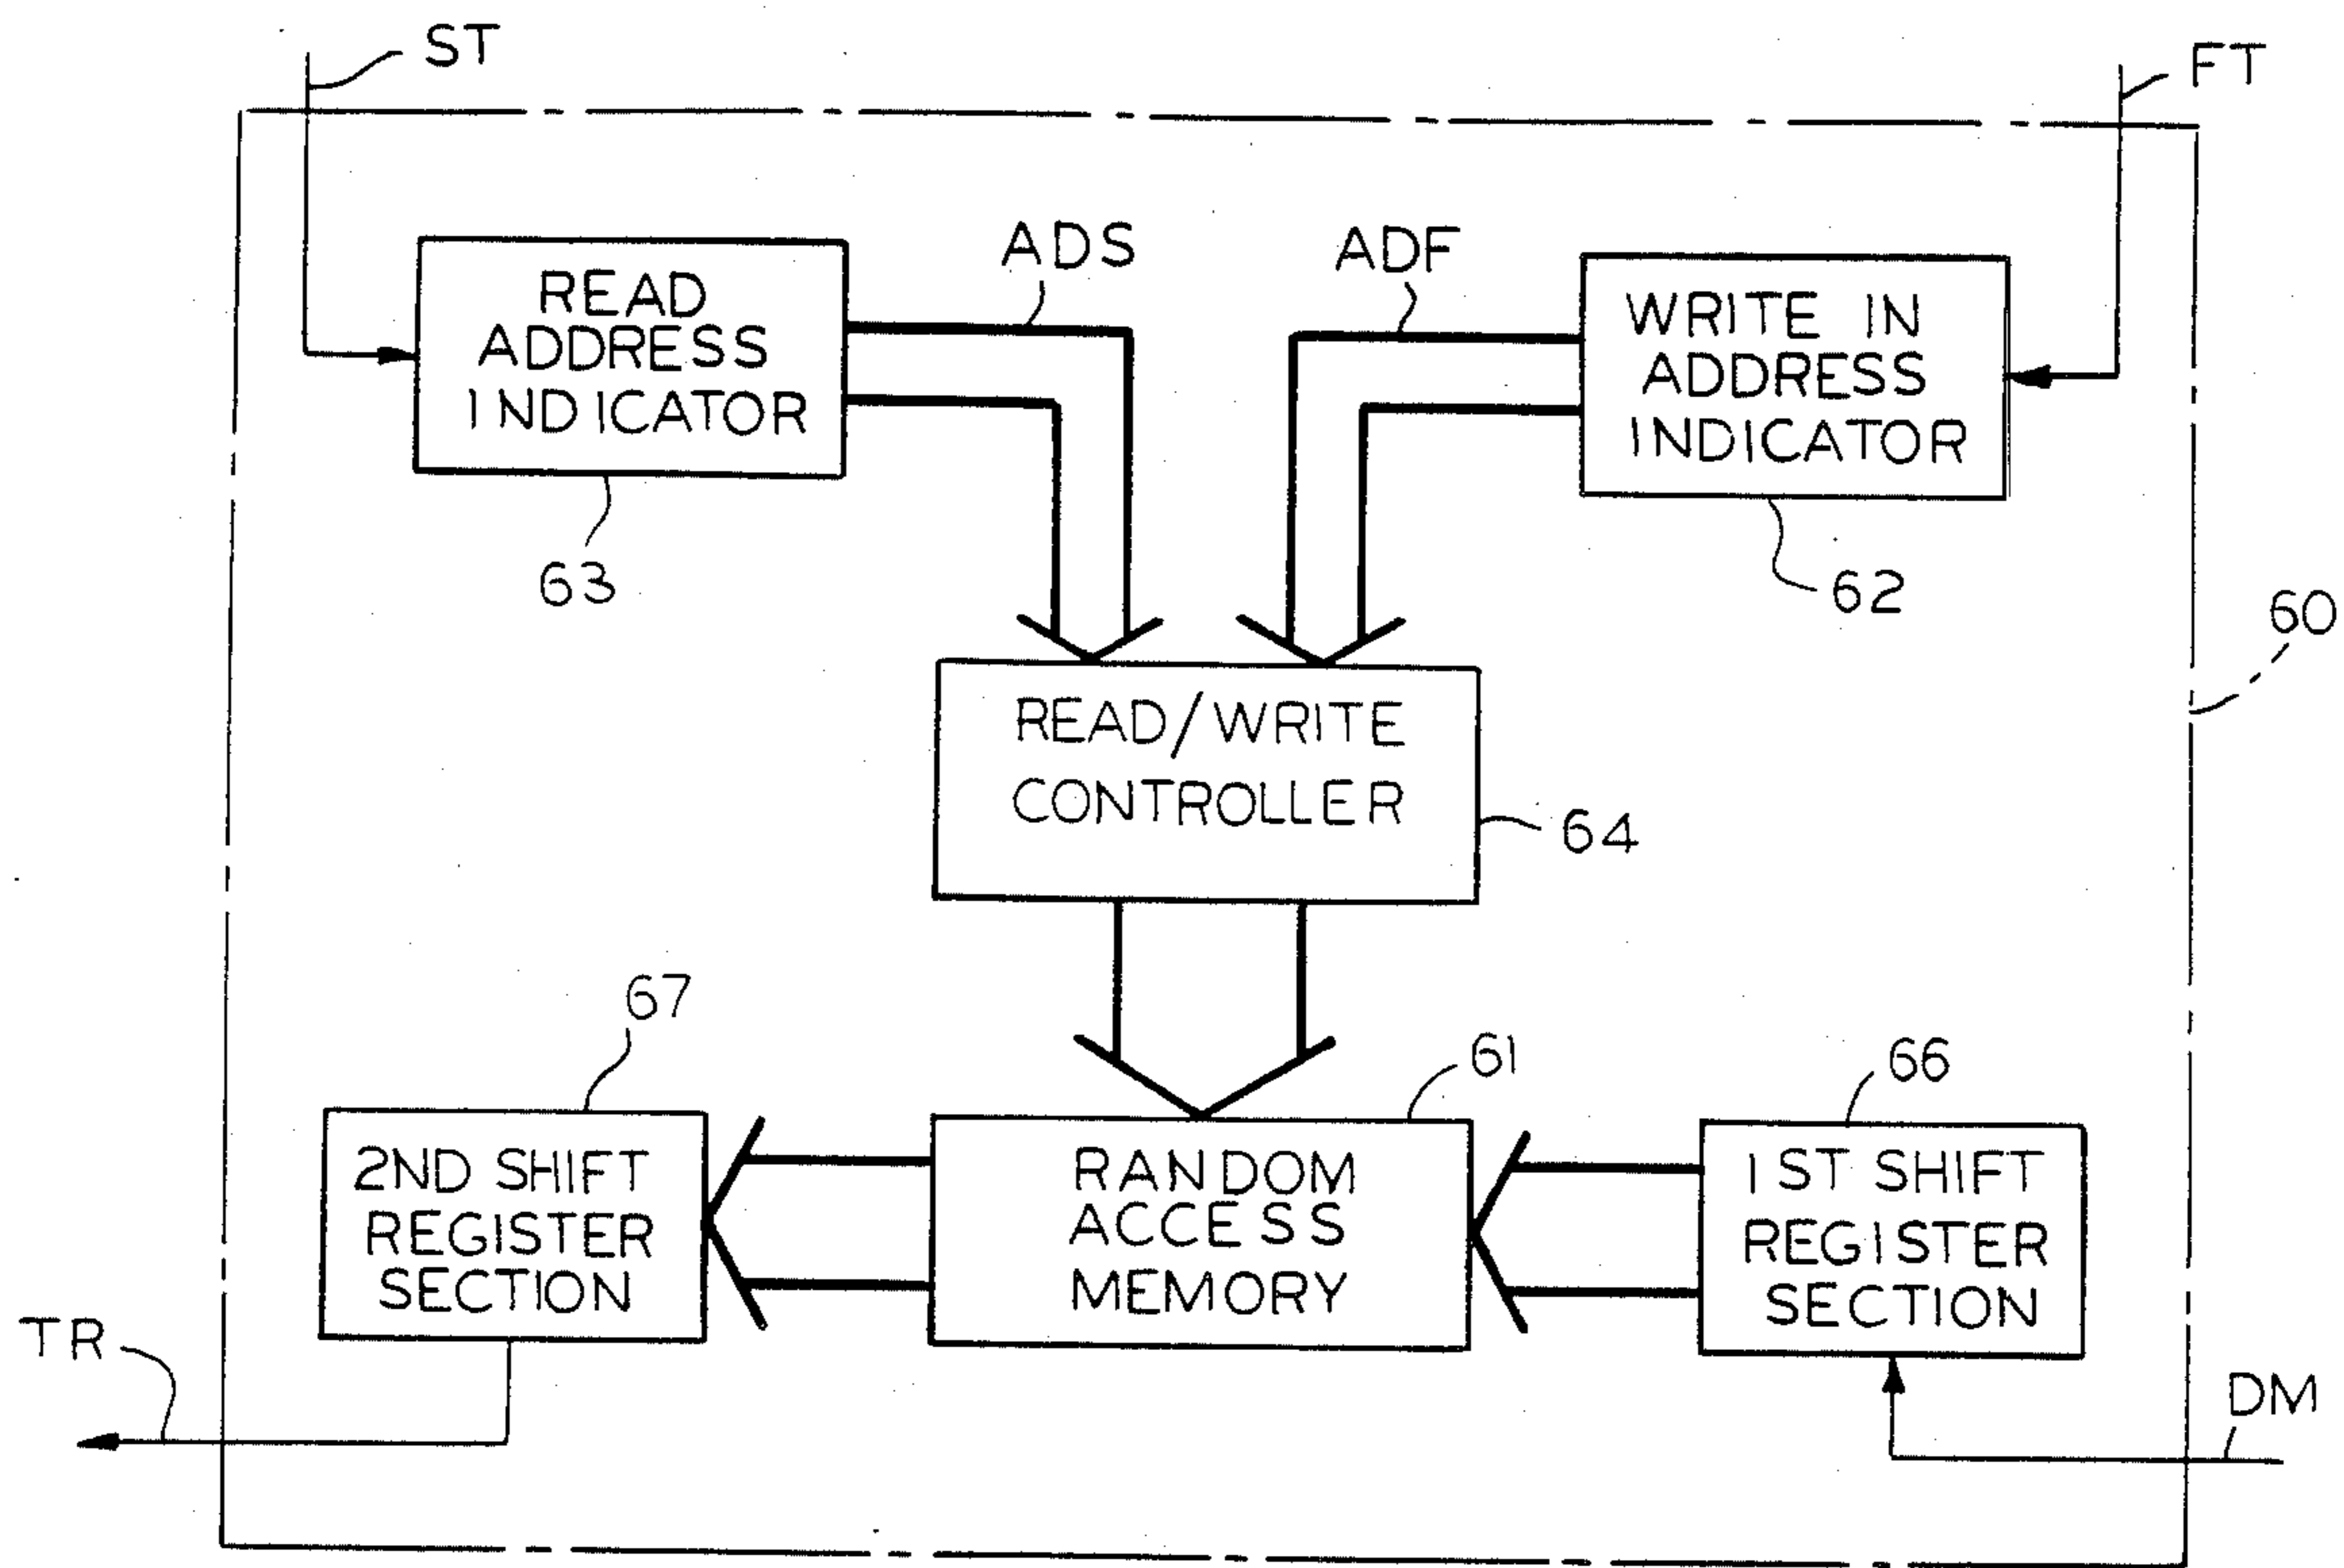 ST
FT
ADS
ADF
READ
ADDRESS
INDICATOR
WRITE IN
ADDRESS
INDICATOR
63
62
60
READ/WRITE
CONTROLLER
64
67
61
66
2ND SHIFT
REGISTER
SECTION
RANDOM
ACCESS
MEMORY
1ST SHIFT
REGISTER
SECTION
TR
DM